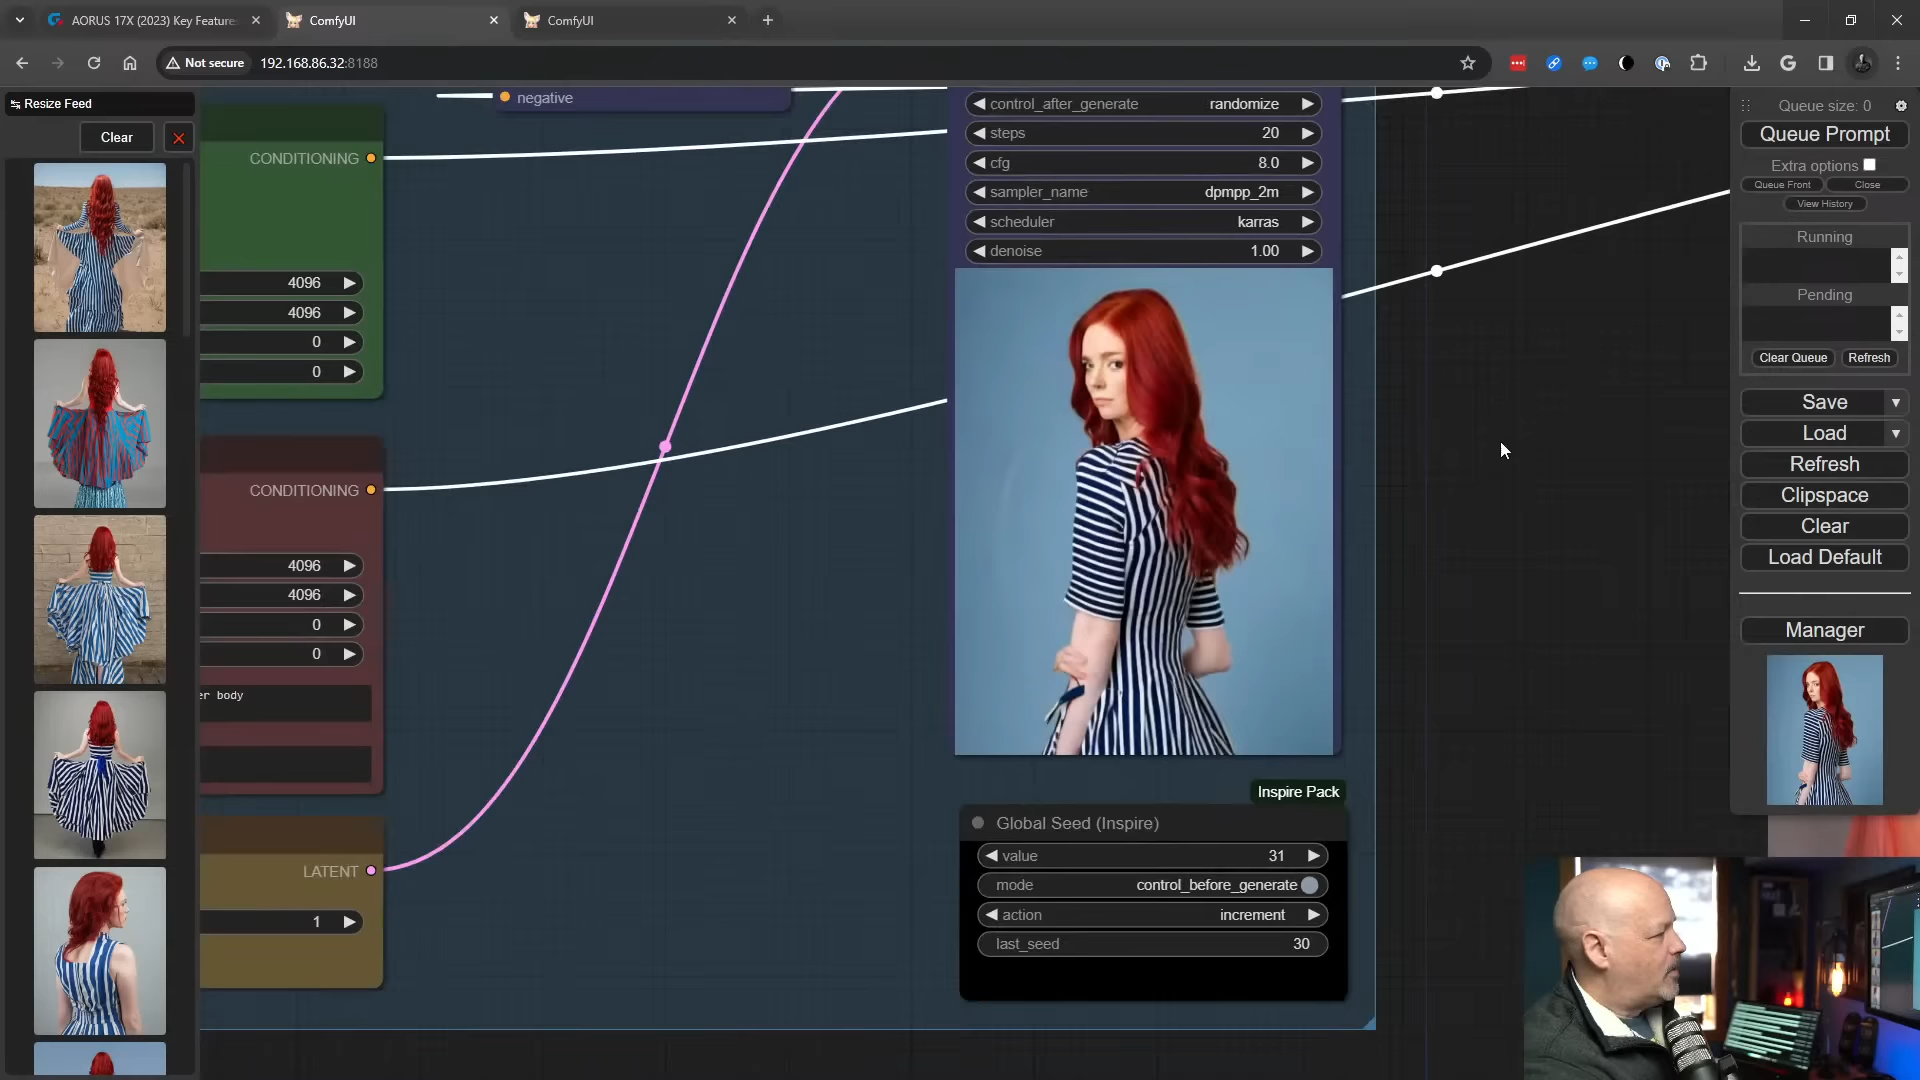 AORUS 17X (2023) Key Feature
ComfyUI
ComfyUI
Not secure
192.168.86.32:8188
Resize Feed
Clear
negative
CONDITIONING
4096
4096
0
0
CONDITIONING
4096
4096
0
0
er body
LATENT
1
control_after_generate randomize
steps 20
cfg 8.0
sampler_name dpmpp_2m
scheduler karras
denoise 1.00
Inspire Pack
Global Seed (Inspire)
value 31
mode control_before_generate
action increment
last_seed 30
Queue size: 0
Queue Prompt
Extra options
Queue Front Close
View History
Running
Pending
Clear Queue Refresh
Save
Load
Refresh
Clipspace
Clear
Load Default
Manager